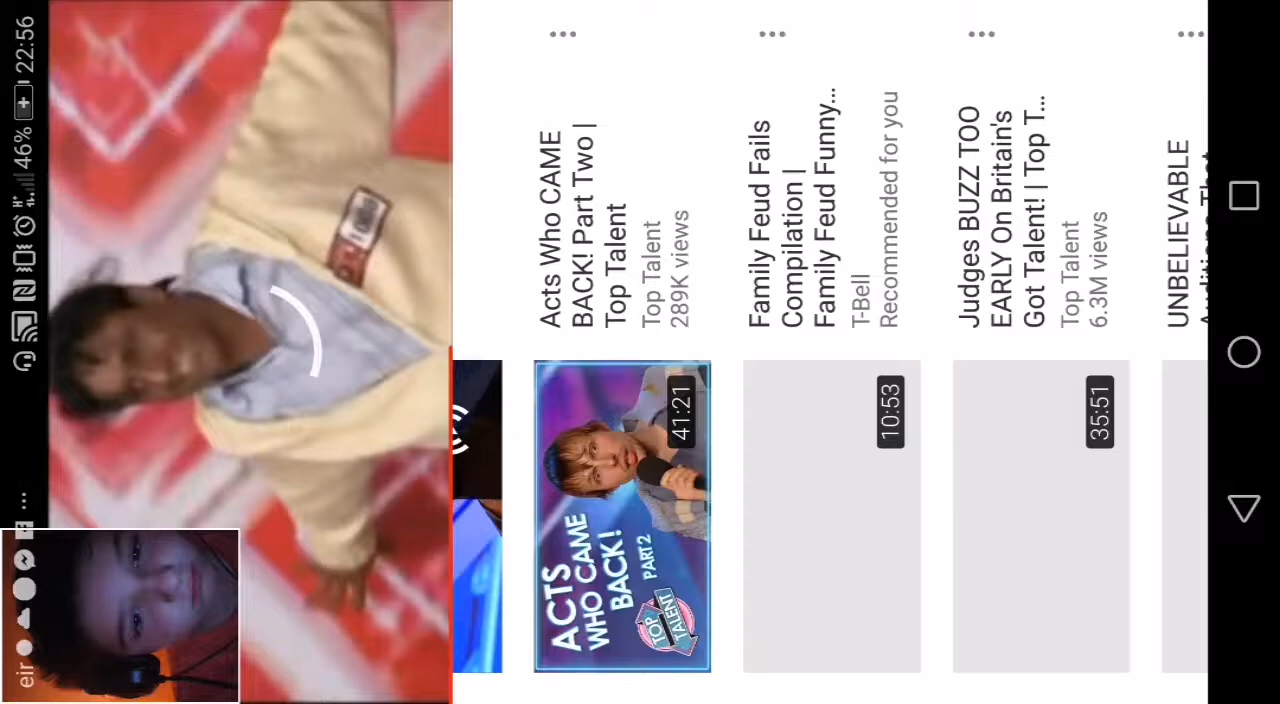 eir
46% 22:56
ACTS
WHO CAME
BACK!
PART 2
TOP
TALENT
41:21
Acts Who CAME
BACK! Part Two |
Top Talent
Top Talent
289K views
10:53
Family Feud Fails
Compilation |
Family Feud Funny...
T-Bell
Recommended for you
35:51
Judges BUZZ TOO
EARLY On Britain's
Got Talent! | Top T...
Top Talent
6.3M views
UNBELIEVABLE